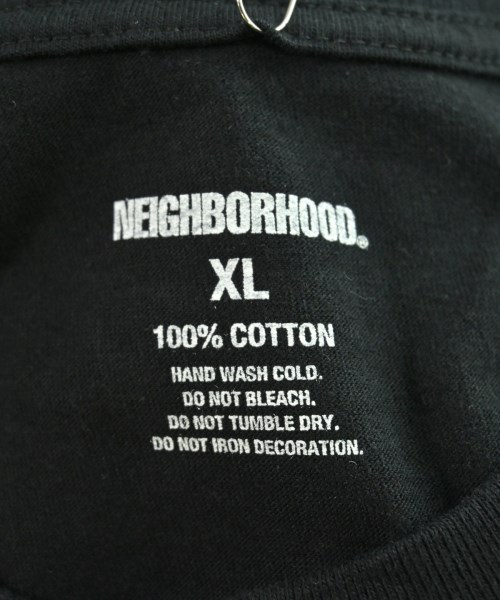 NEIGHBORHOOD®
XL
100% COTTON
HAND WASH COLD.
DO NOT BLEACH.
DO NOT TUMBLE DRY.
DO NOT IRON DECORATION.